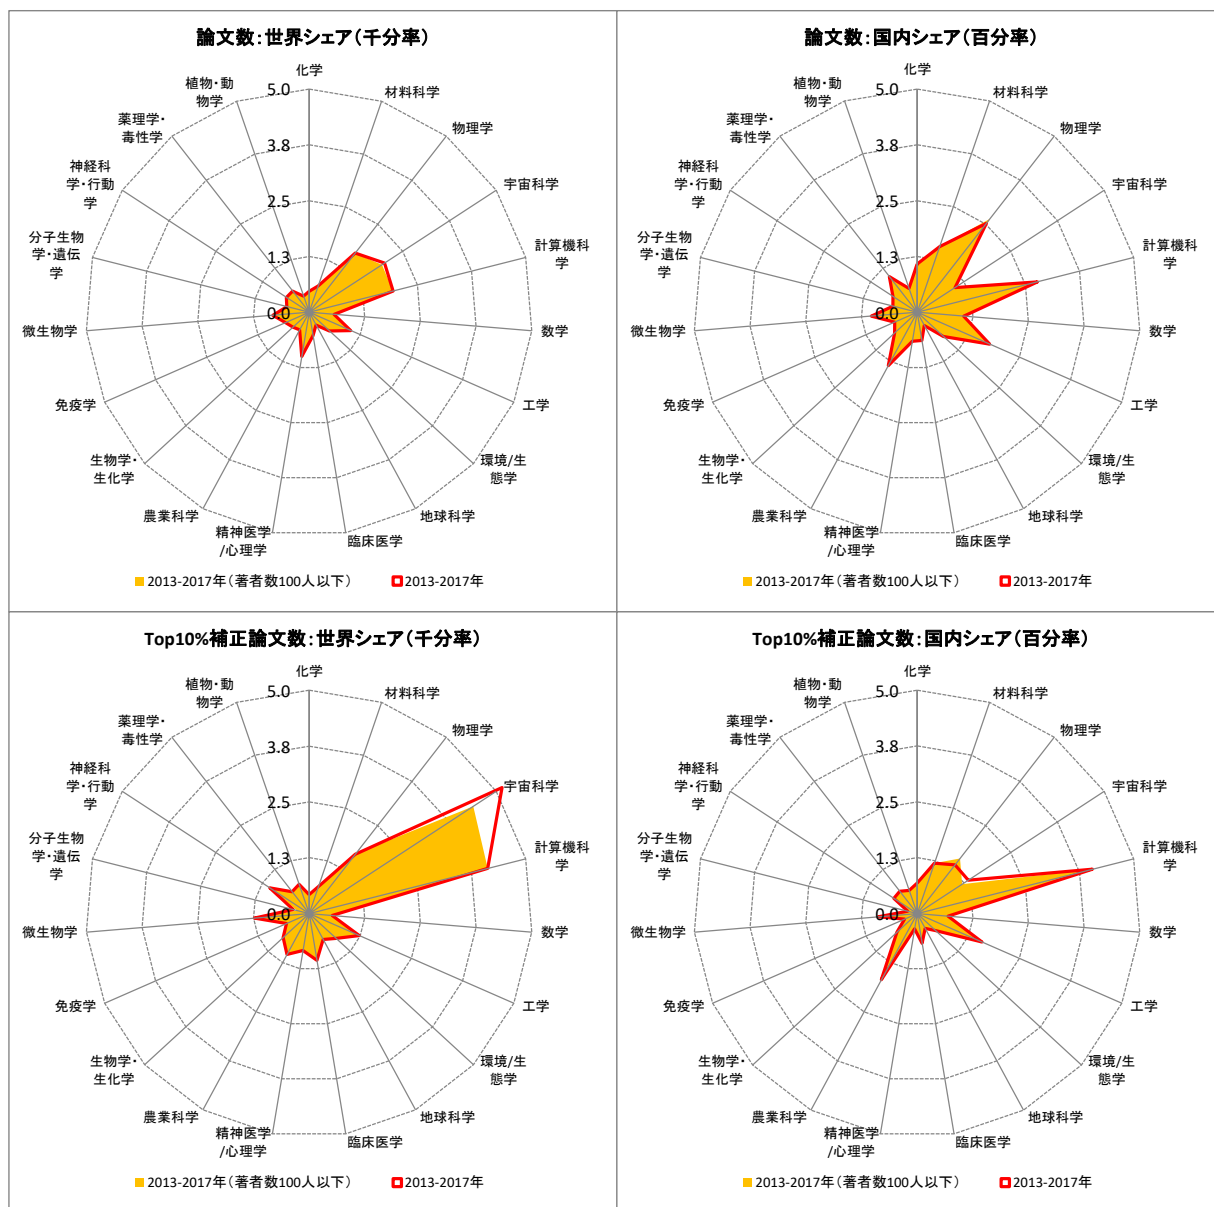 論文数：世界シェア（千分率）
化学
材料科学
物理学
宇宙科学
計算機科
学
数学
工学
環境/生
態学
地球科学
臨床医学
精神医学
/心理学
農業科学
生物学・
生化学
免疫学
微生物学
分子生物
学・遺伝
学
神経科
学・行動
学
薬理学・
毒性学
植物・動
物学
5.0
3.8
2.5
1.3
0.0
2013-2017年（著者数100人以下）
2013-2017年
論文数：国内シェア（百分率）
化学
材料科学
物理学
宇宙科学
計算機科
学
数学
工学
環境/生
態学
地球科学
臨床医学
精神医学
/心理学
農業科学
生物学・
生化学
免疫学
微生物学
分子生物
学・遺伝
学
神経科
学・行動
学
薬理学・
毒性学
植物・動
物学
5.0
3.8
2.5
1.3
0.0
2013-2017年（著者数100人以下）
2013-2017年
Top10%補正論文数：世界シェア（千分率）
化学
材料科学
物理学
宇宙科学
計算機科
学
数学
工学
環境/生
態学
地球科学
臨床医学
精神医学
/心理学
農業科学
生物学・
生化学
免疫学
微生物学
分子生物
学・遺伝
学
神経科
学・行動
学
薬理学・
毒性学
植物・動
物学
5.0
3.8
2.5
1.3
0.0
2013-2017年（著者数100人以下）
2013-2017年
Top10%補正論文数：国内シェア（百分率）
化学
材料科学
物理学
宇宙科学
計算機科
学
数学
工学
環境/生
態学
地球科学
臨床医学
精神医学
/心理学
農業科学
生物学・
生化学
免疫学
微生物学
分子生物
学・遺伝
学
神経科
学・行動
学
薬理学・
毒性学
植物・動
物学
5.0
3.8
2.5
1.3
0.0
2013-2017年（著者数100人以下）
2013-2017年